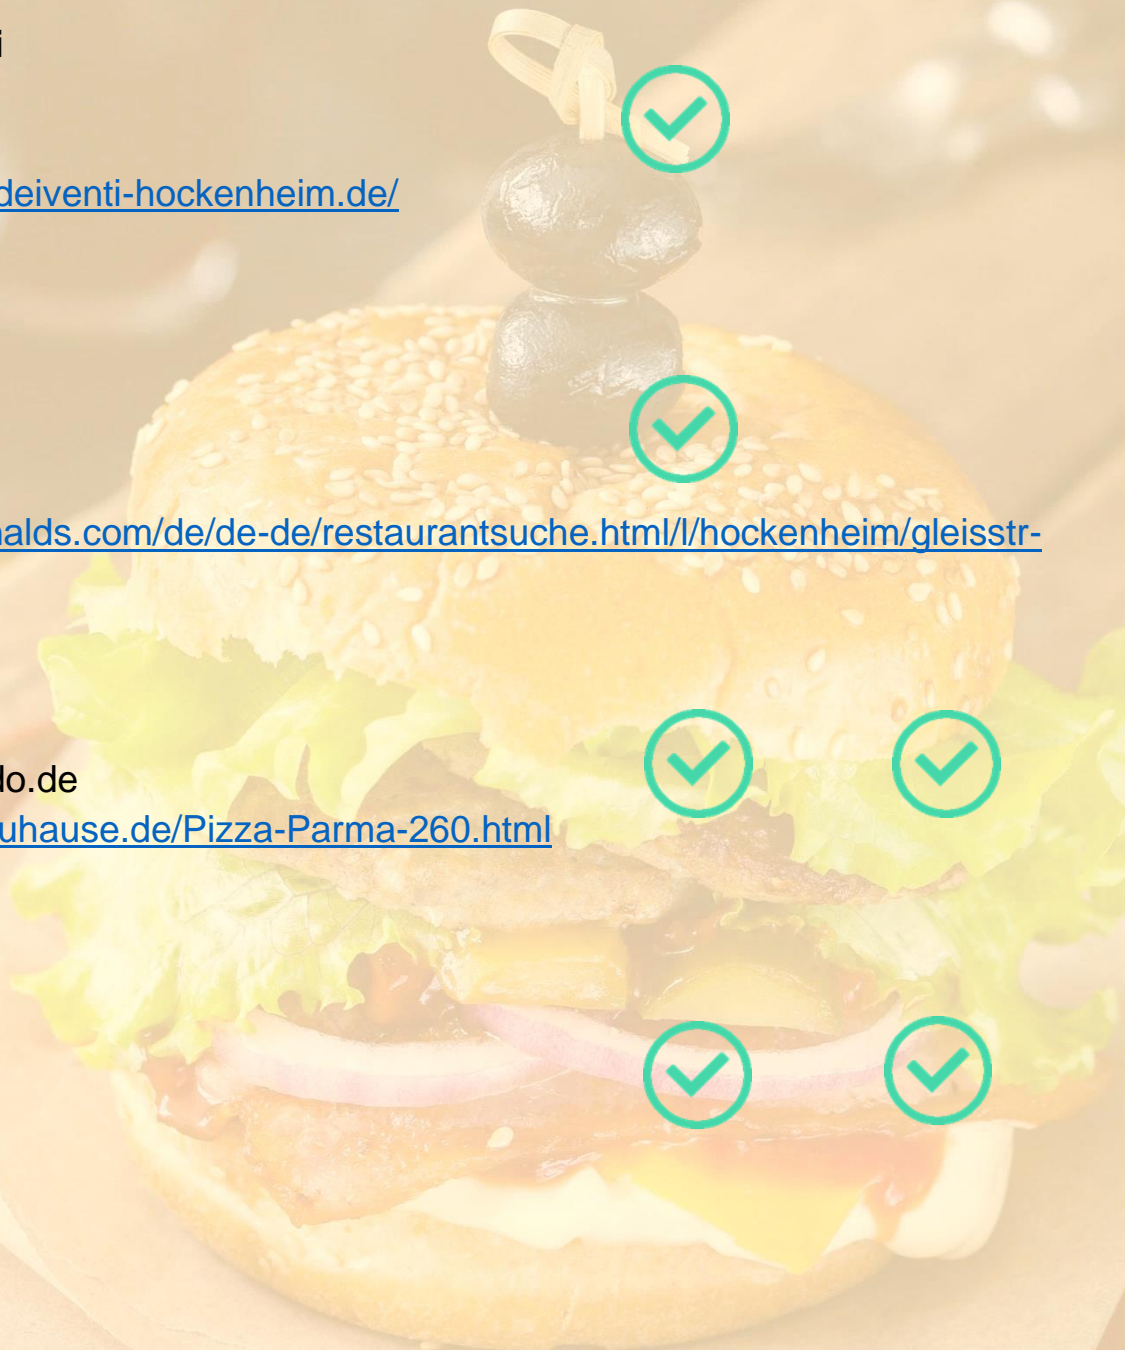 i
deiventi-hockenheim.de/
nalds.com/de/de-de/restaurantsuche.html/l/hockenheim/gleisstr-
do.de
uhause.de/Pizza-Parma-260.html